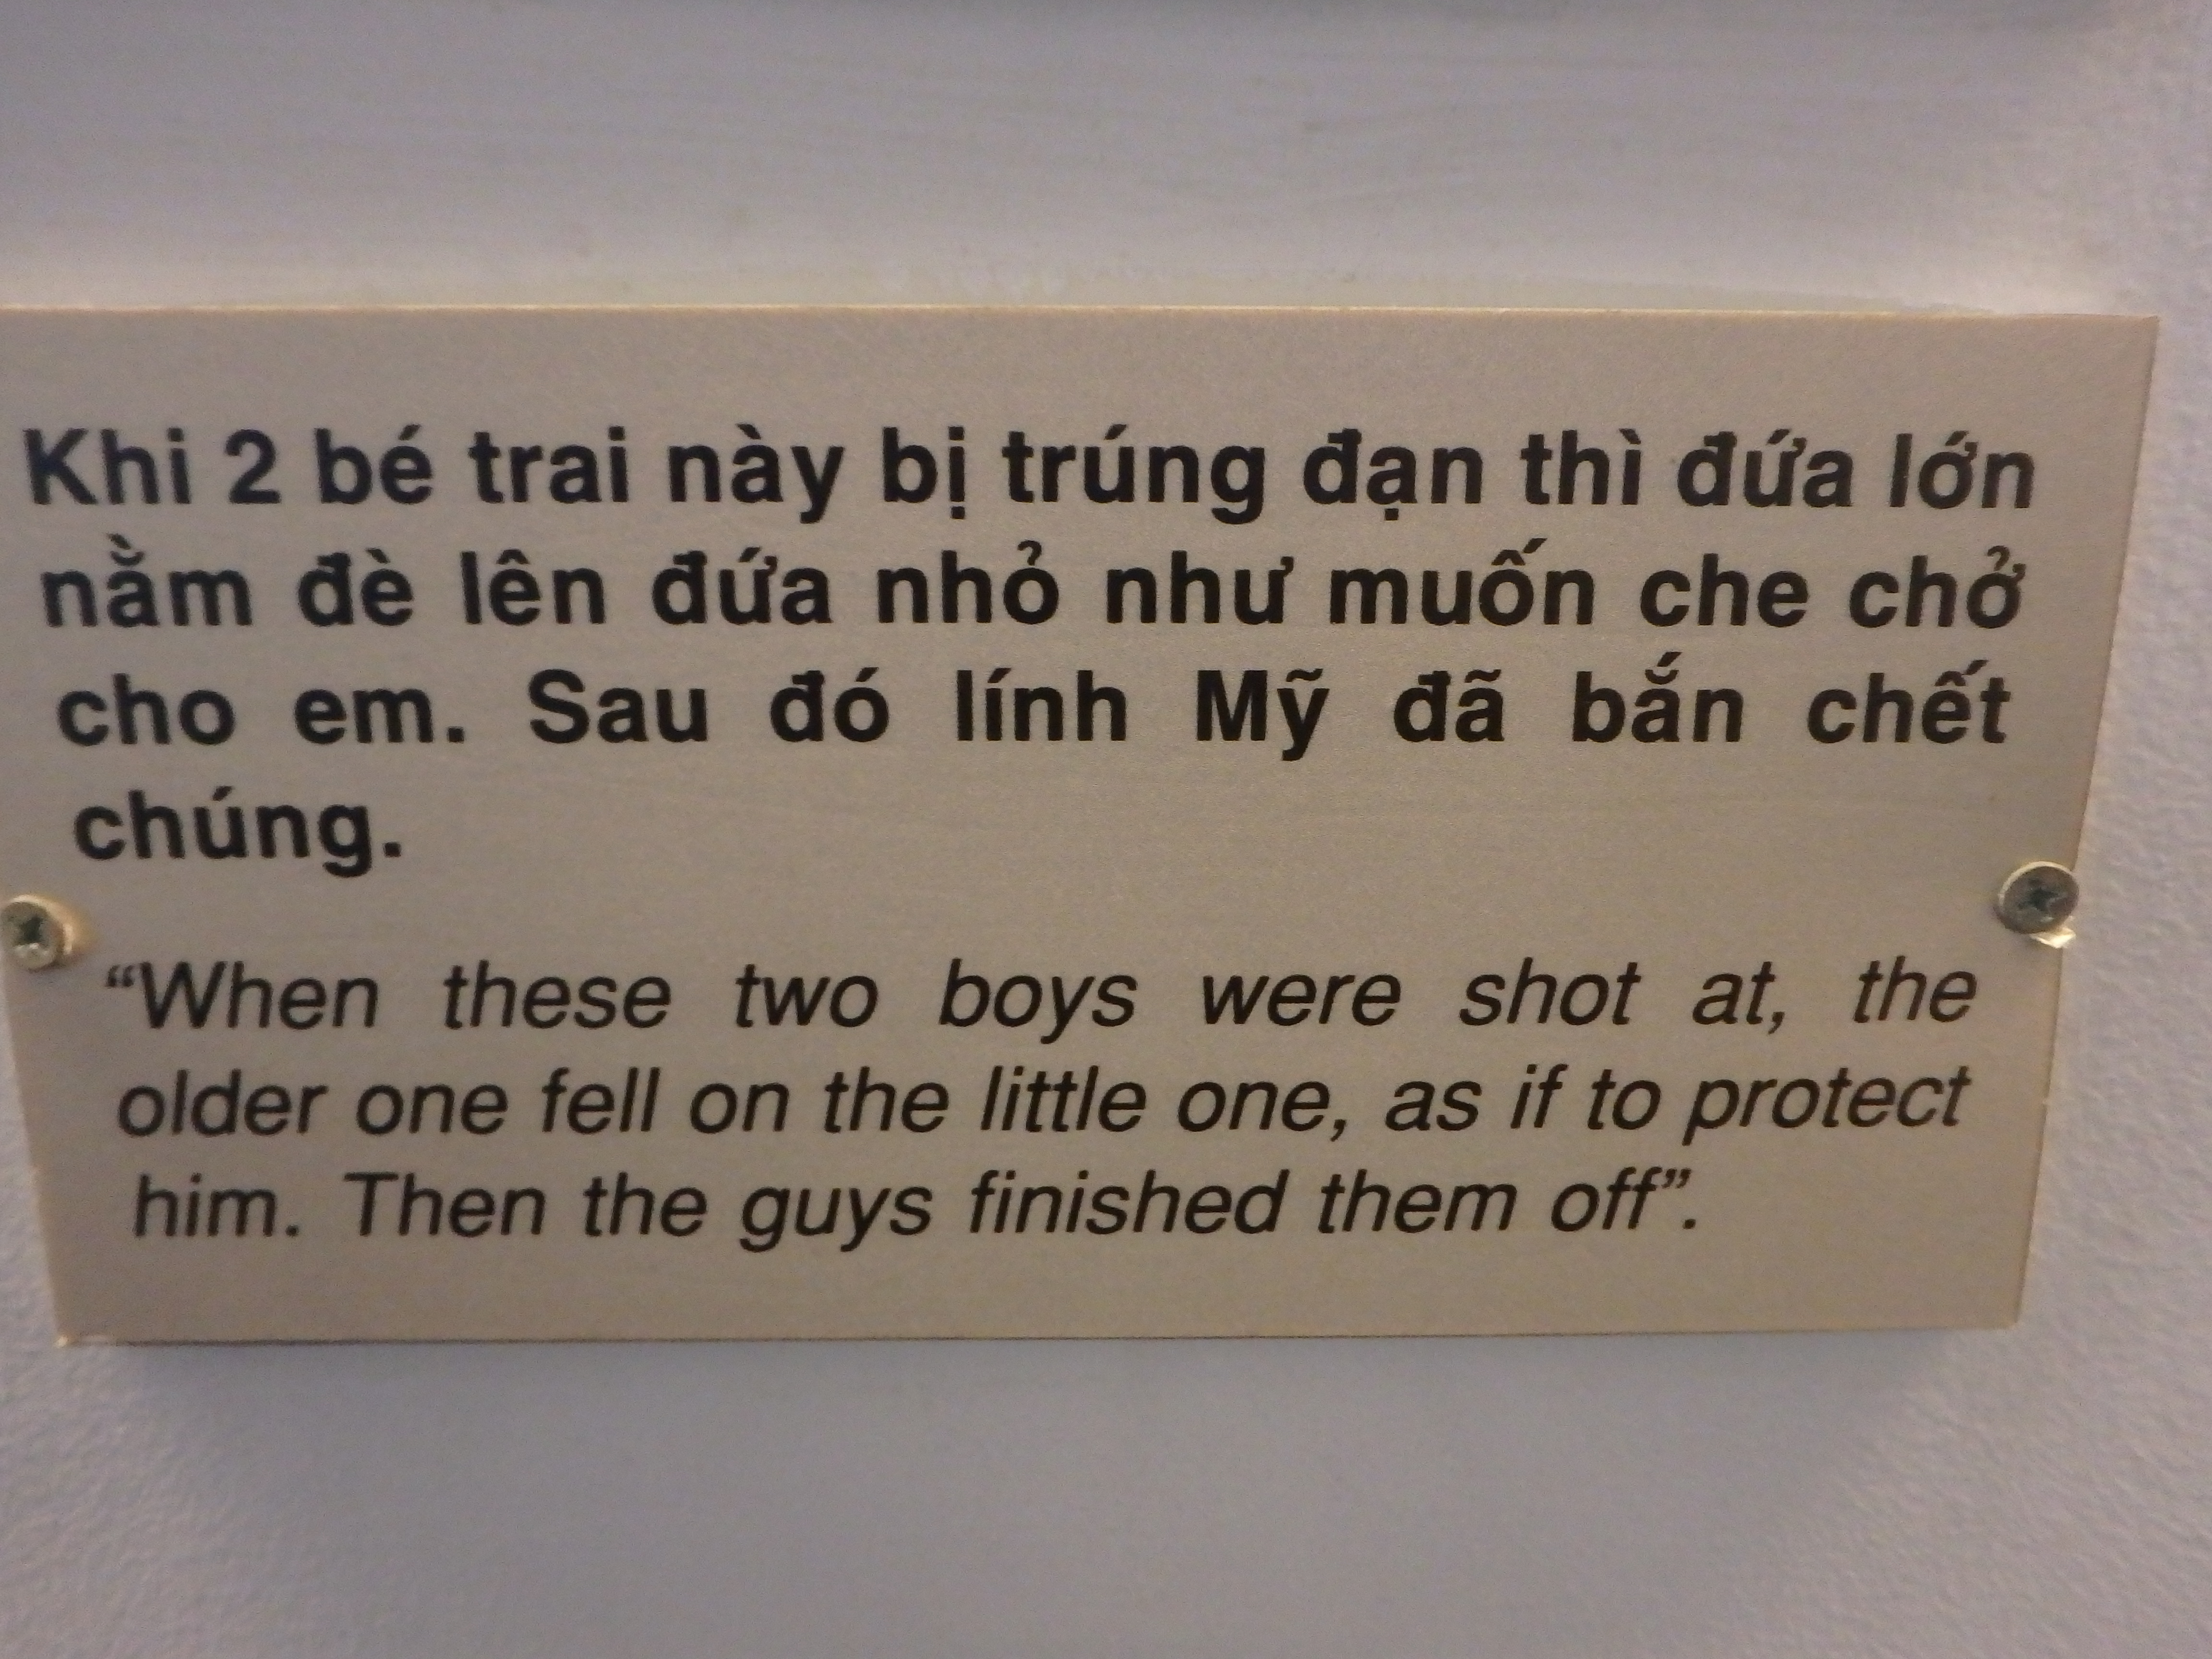 Khi 2 bé trai này bị trúng đạn thì đứa lớn
nằm đè lên đứa nhỏ như muốn che chở
cho em. Sau đó lính Mỹ đã bắn chết
chúng.
“When these two boys were shot at, the
older one fell on the little one, as if to protect
him. Then the guys finished them off”.